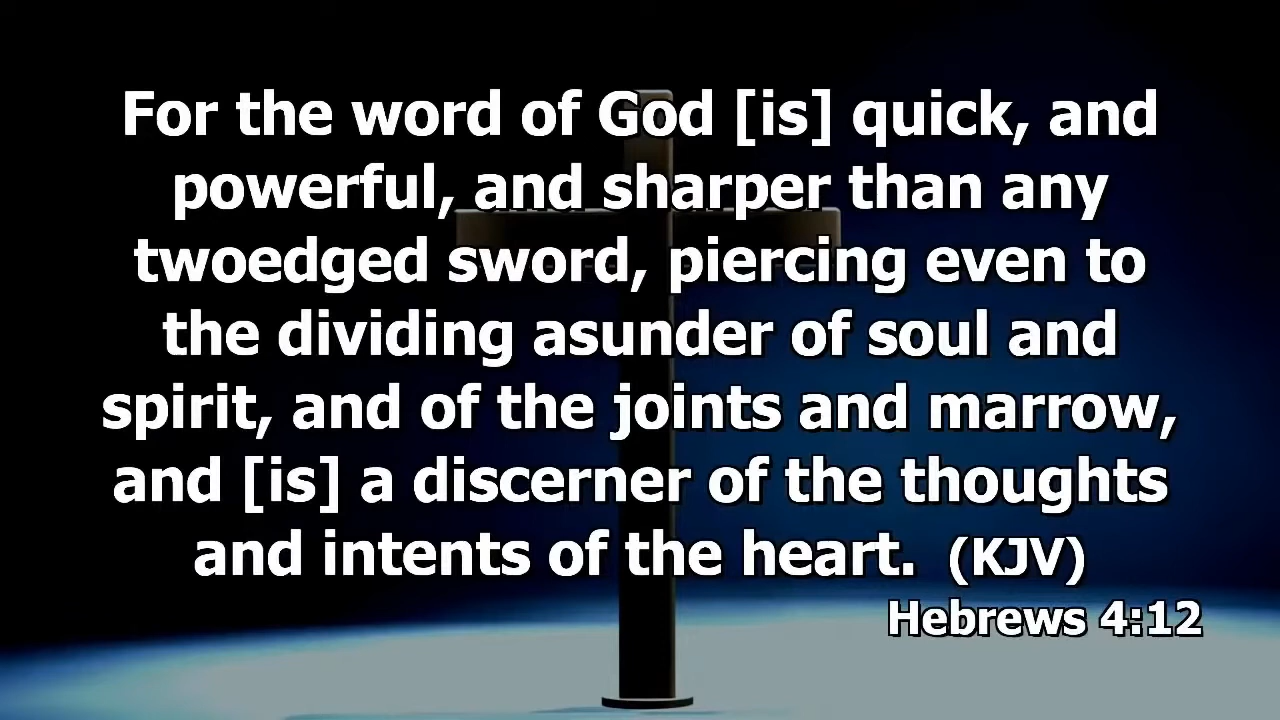 For the word of God [is] quick, and
powerful, and sharper than any
twoedged sword, piercing even to
the dividing asunder of soul and
spirit, and of the joints and marrow,
and [is] a discerner of the thoughts
and intents of the heart. (KJV)
Hebrews 4:12